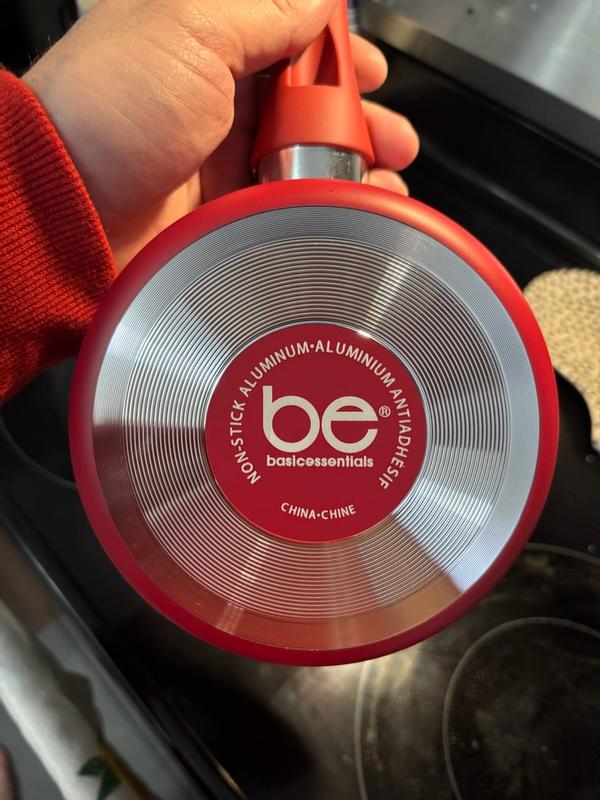 NON-STICK ALUMINUM•ALUMINIUM ANTIADHÉSIF
be®
basicessentials
CHINA•CHINE